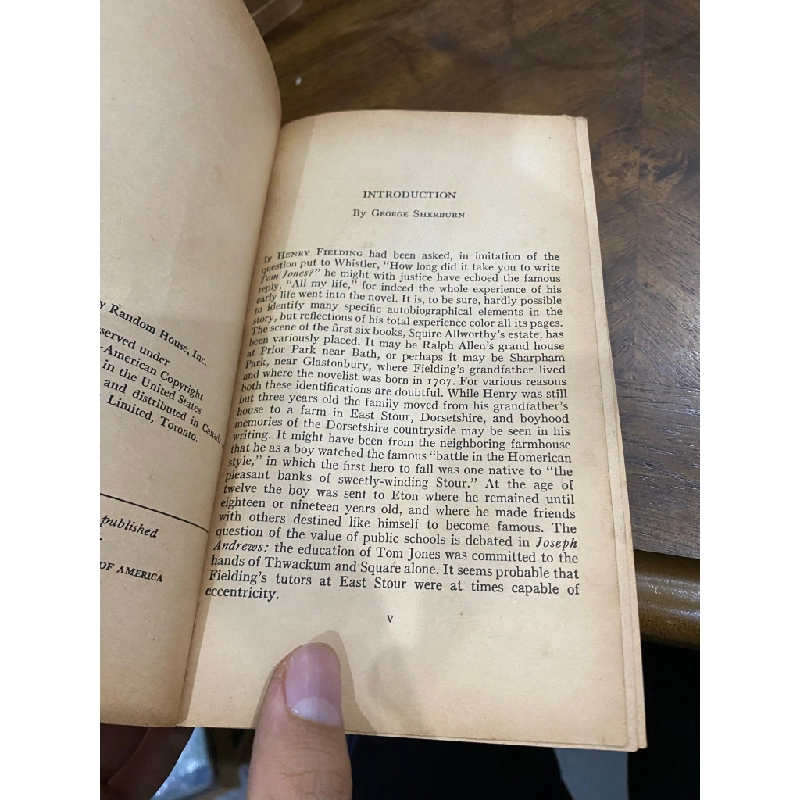 y Random House, Inc.
served under
-American Copyright
in the United States
and distributed in Canada
Limited, Toronto.
published
OF AMERICA
INTRODUCTION
By George Sherburn
If Henry Fielding had been asked, in imitation of the
question put to Whistler, "How long did it take you to write
Tom Jones?" he might with justice have echoed the famous
reply, "All my life," for indeed the whole experience of his
early life went into the novel. It is, to be sure, hardly possible
to identify many specific autobiographical elements in the
story, but reflections of his total experience color all its pages.
The scene of the first six books, Squire Allworthy's estate, has
been variously placed. It may be Ralph Allen's grand house
at Prior Park near Bath, or perhaps it may be Sharpham
Park, near Glastonbury, where Fielding's grandfather lived
and where the novelist was born in 1707. For various reasons
both these identifications are doubtful. While Henry was still
but three years old the family moved from his grandfather's
house to a farm in East Stour, Dorsetshire, and boyhood
memories of the Dorsetshire countryside may be seen in his
writing. It might have been from the neighboring farmhouse
that he as a boy watched the famous "battle in the Homerican
style," in which the first hero to fall was one native to "the
pleasant banks of sweetly-winding Stour." At the age of
twelve the boy was sent to Eton where he remained until
eighteen or nineteen years old, and where he made friends
with others destined like himself to become famous. The
question of the value of public schools is debated in Joseph
Andrews: the education of Tom Jones was committed to the
hands of Thwackum and Square alone. It seems probable that
Fielding's tutors at East Stour were at times capable of
eccentricity.
v